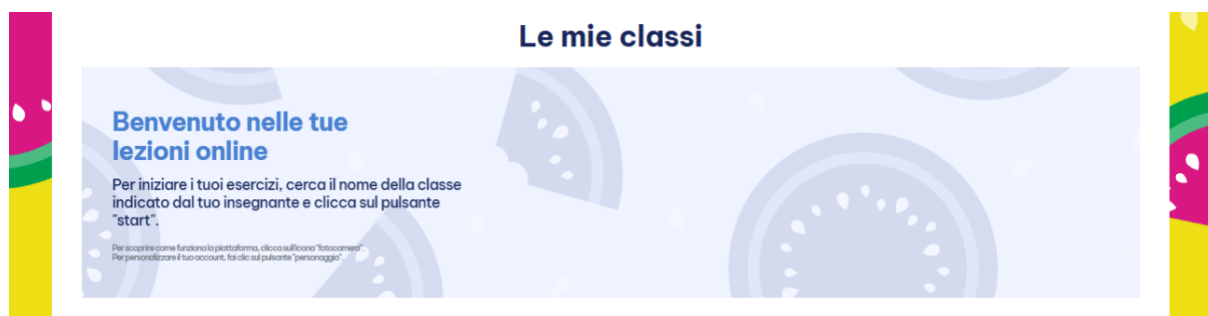 Le mie classi
Benvenuto nelle tue
lezioni online
Per iniziare i tuoi esercizi, cerca il nome della classe
indicato dal tuo insegnante e clicca sul pulsante
"start".
Per scoprire come funziona la piattaforma, clicca sull'icona "fotocamera".
Per personalizzare il tuo account, fai clic sul pulsante "personaggio".